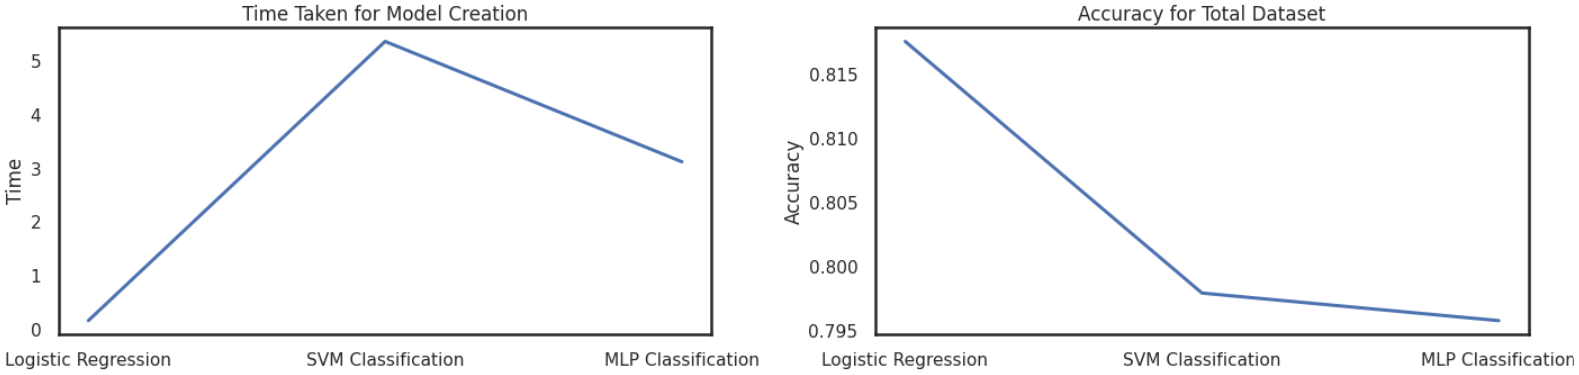 Time Taken for Model Creation
5
4
3
2
1
0
Time
Logistic Regression
SVM Classification
MLP Classification
Accuracy for Total Dataset
0.815
0.810
0.805
0.800
0.795
Accuracy
Logistic Regression
SVM Classification
MLP Classification